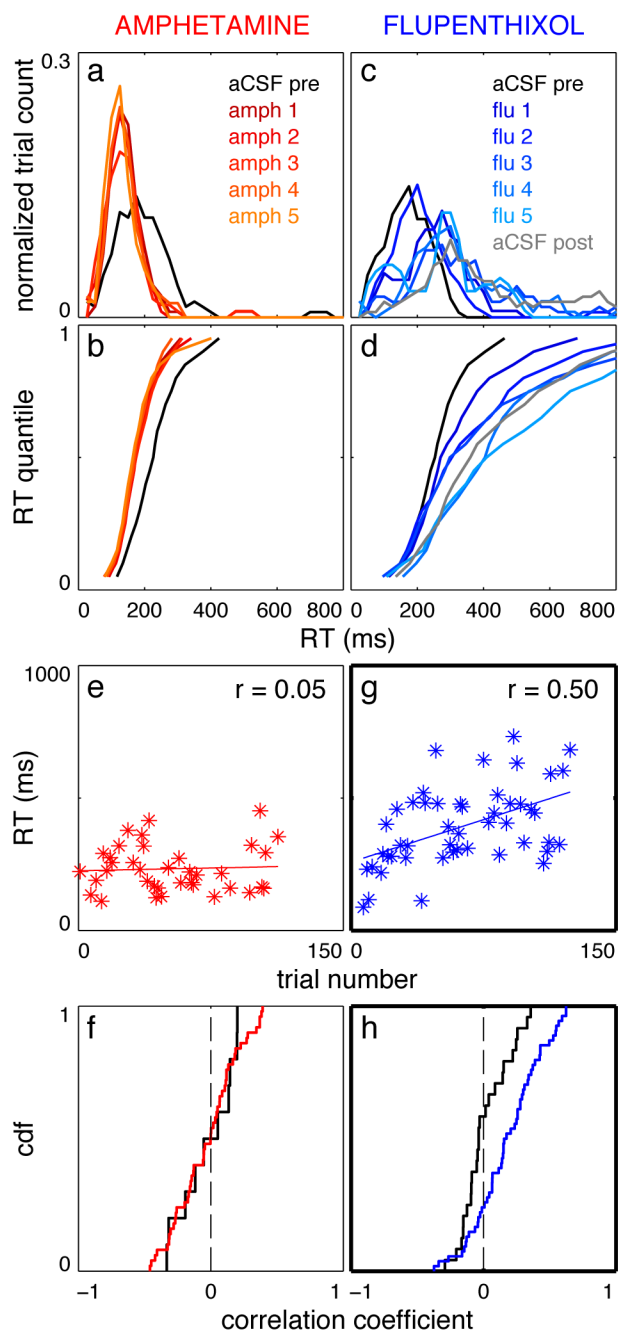 AMPHETAMINE FLUPENTHIXOL
0.3
a
aCSF pre
amph 1
amph 2
amph 3
amph 4
amph 5
c
aCSF pre
flu 1
flu 2
flu 3
flu 4
flu 5
aCSF post
normalized trial count
0
1
b
d
RT quantile
0
0 200 400 600 800 200 400 600 800
RT (ms)
1000
e
r = 0.05
g
r = 0.50
RT (ms)
0
0 150 150
trial number
1
f
h
cdf
0
−1 0 1 −1 0 1
correlation coefficient